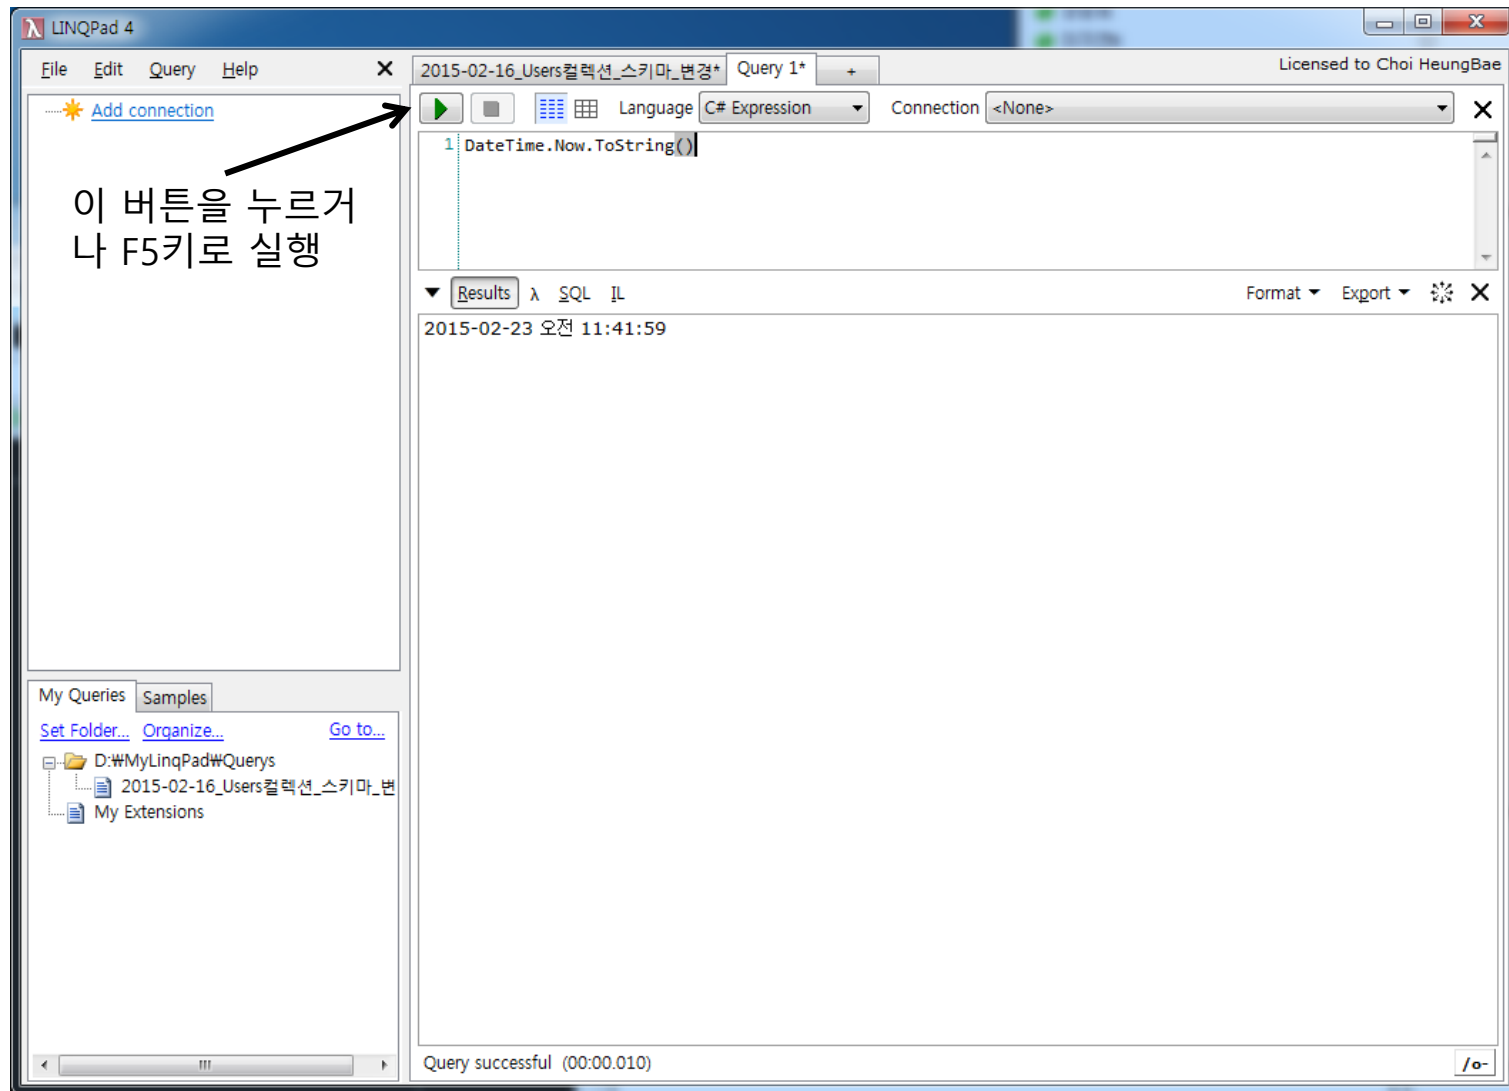 LINQPad 4
File Edit Query Help
2015-02-16_Users컬렉션_스키마_변경* Query 1* +
Licensed to Choi HeungBae
Add connection
Language C# Expression Connection <None>
1 DateTime.Now.ToString()
이 버튼을 누르거
나 F5키로 실행
Results λ SQL IL Format Export
2015-02-23 오전 11:41:59
My Queries Samples
Set Folder... Organize... Go to...
D:₩MyLinqPad₩Querys
2015-02-16_Users컬렉션_스키마_변
My Extensions
Query successful (00:00.010)
/o-